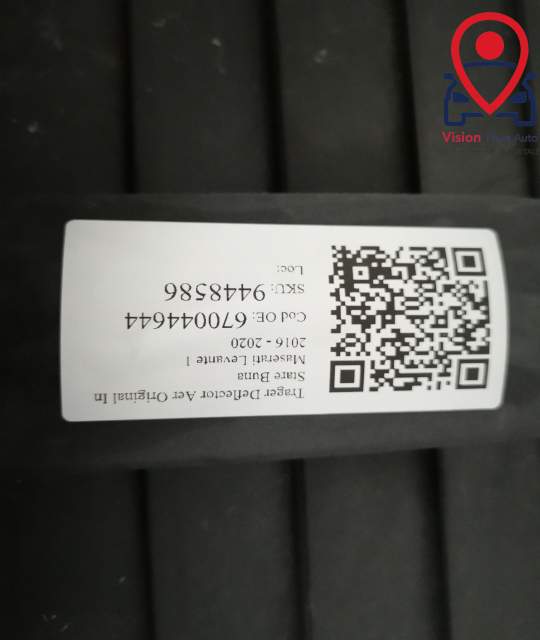 Trager Deflector Aer Original In
Stare Buna
Maserati Levante 1
2016 - 2020
Cod OE: 670044644
SKU: 9448586
Loc:
Vision
Auto